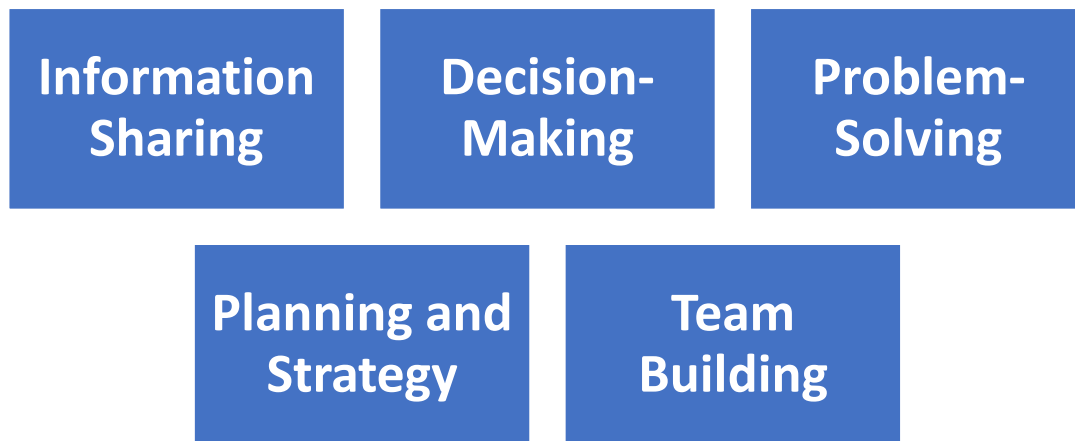 Information
Sharing
Decision-
Making
Problem-
Solving
Planning and
Strategy
Team
Building